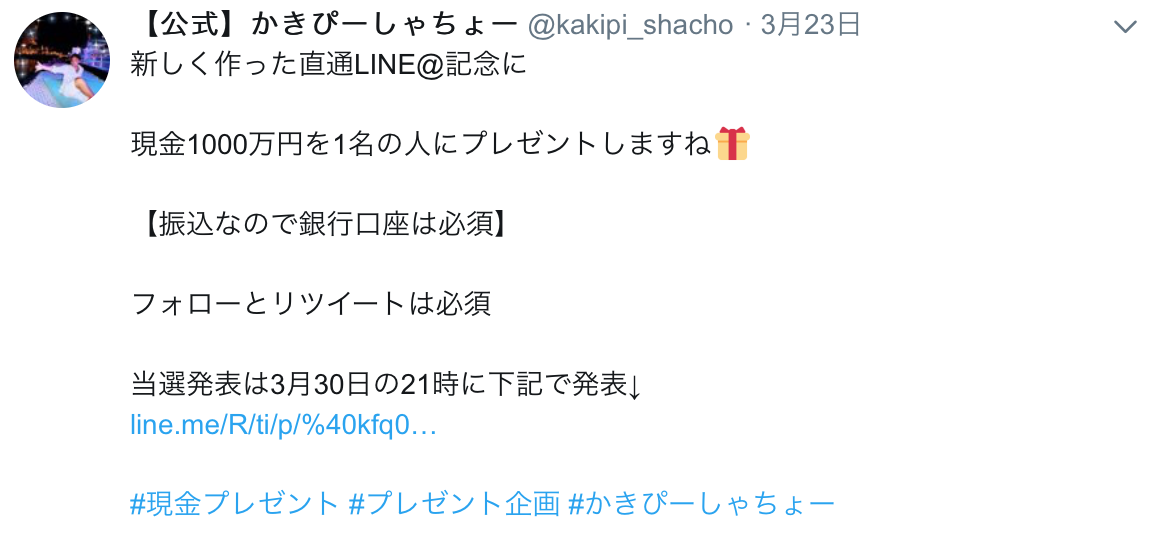 【公式】かきぴーしゃちょー @kakipi_shacho · 3月23日
新しく作った直通LINE@記念に
現金1000万円を1名の人にプレゼントしますね🎁
【振込なので銀行口座は必須】
フォローとリツイートは必須
当選発表は3月30日の21時に下記で発表↓
line.me/R/ti/p/%40kfq0…
#現金プレゼント #プレゼント企画 #かきぴーしゃちょー